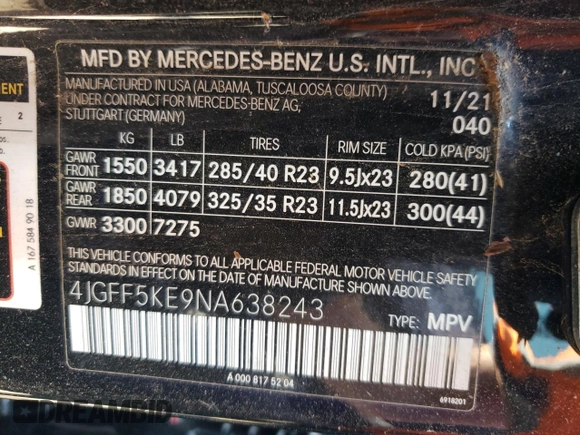 MFD BY MERCEDES-BENZ U.S. INTL., INC
MANUFACTURED IN USA (ALABAMA, TUSCALOOSA COUNTY) 11/21
UNDER CONTRACT FOR MERCEDES-BENZ AG,
STUTTGART (GERMANY) 040
KG LB TIRES RIM SIZE COLD KPA(PSI)
GAWR FRONT 1550 3417 285/40 R23 9.5Jx23 280(41)
GAWR REAR 1850 4079 325/35 R23 11.5Jx23 300(44)
GVWR 3300 7275
THIS VEHICLE CONFORMS TO ALL APPLICABLE FEDERAL MOTOR VEHICLE SAFETY
STANDARDS IN EFFECT ON THE DATE OF MANUFACTURE SHOWN ABOVE.
4JGFF5KE9NA638243
TYPE: MPV
A 000 817 52 04
6918201
2
A 167 584 90 18
DREAMBID